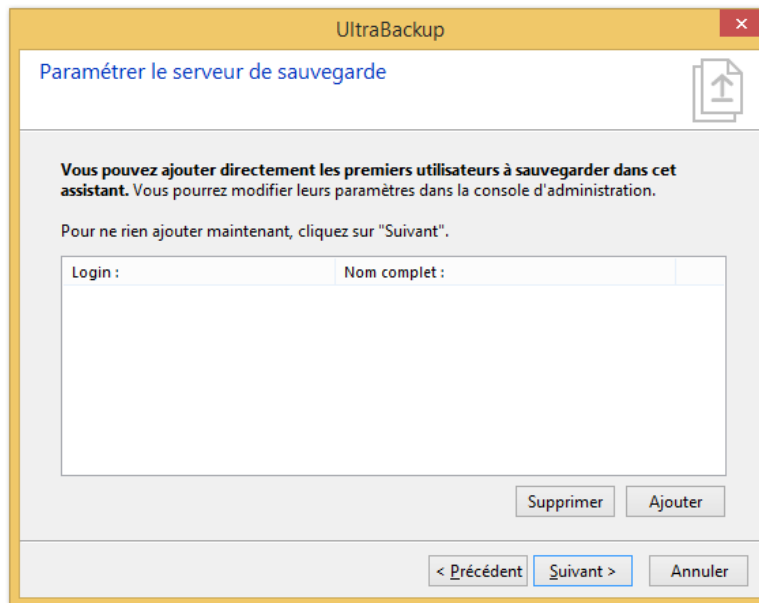 UltraBackup
Paramétrer le serveur de sauvegarde
Vous pouvez ajouter directement les premiers utilisateurs à sauvegarder dans cet
assistant. Vous pourrez modifier leurs paramètres dans la console d'administration.
Pour ne rien ajouter maintenant, cliquez sur "Suivant".
Login : Nom complet :
Supprimer Ajouter
< Précédent Suivant > Annuler